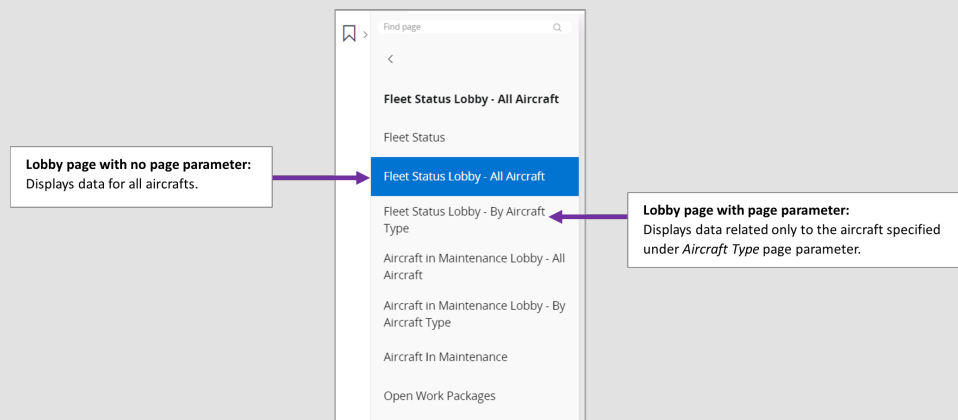 Find page
Fleet Status Lobby - All Aircraft
Fleet Status
Fleet Status Lobby - All Aircraft
Fleet Status Lobby - By Aircraft
Type
Aircraft in Maintenance Lobby - All
Aircraft
Aircraft in Maintenance Lobby - By
Aircraft Type
Aircraft In Maintenance
Open Work Packages
Lobby page with no page parameter:
Displays data for all aircrafts.
Lobby page with page parameter:
Displays data related only to the aircraft specified
under Aircraft Type page parameter.